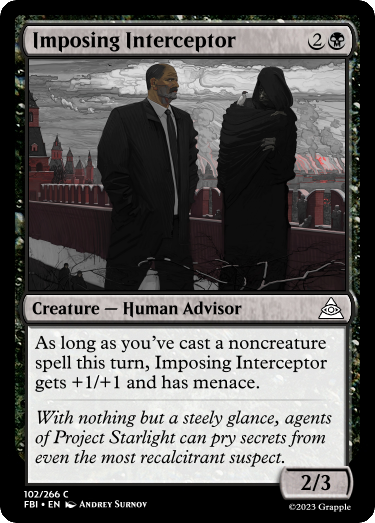 Imposing Interceptor 2
Creature — Human Advisor
As long as you've cast a noncreature
spell this turn, Imposing Interceptor
gets +1/+1 and has menace.
With nothing but a steely glance, agents
of Project Starlight can pry secrets from
even the most recalcitrant suspect.
2/3
102/266 C
FBI • EN Andrey Surnov
©2023 Grapple